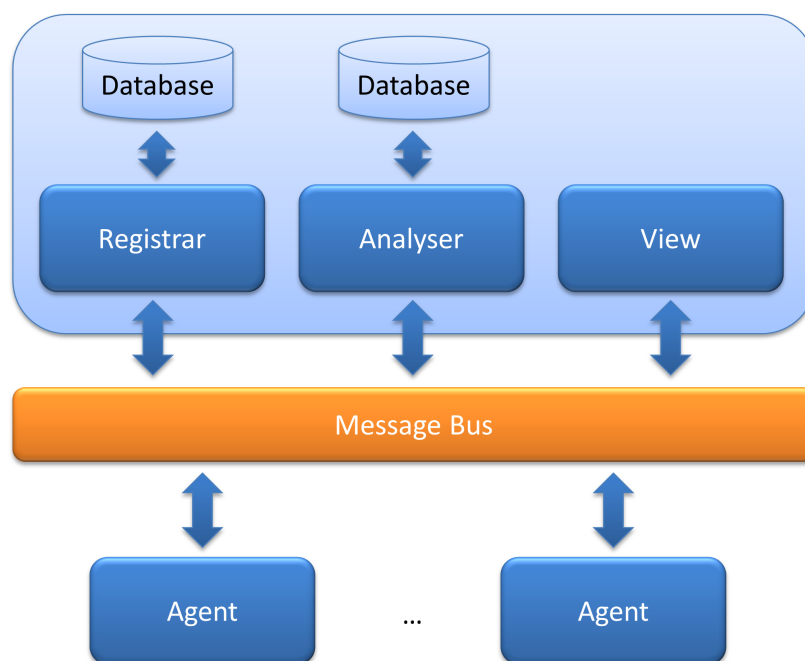 Database
Database
Registrar
Analyser
View
Message Bus
Agent
...
Agent